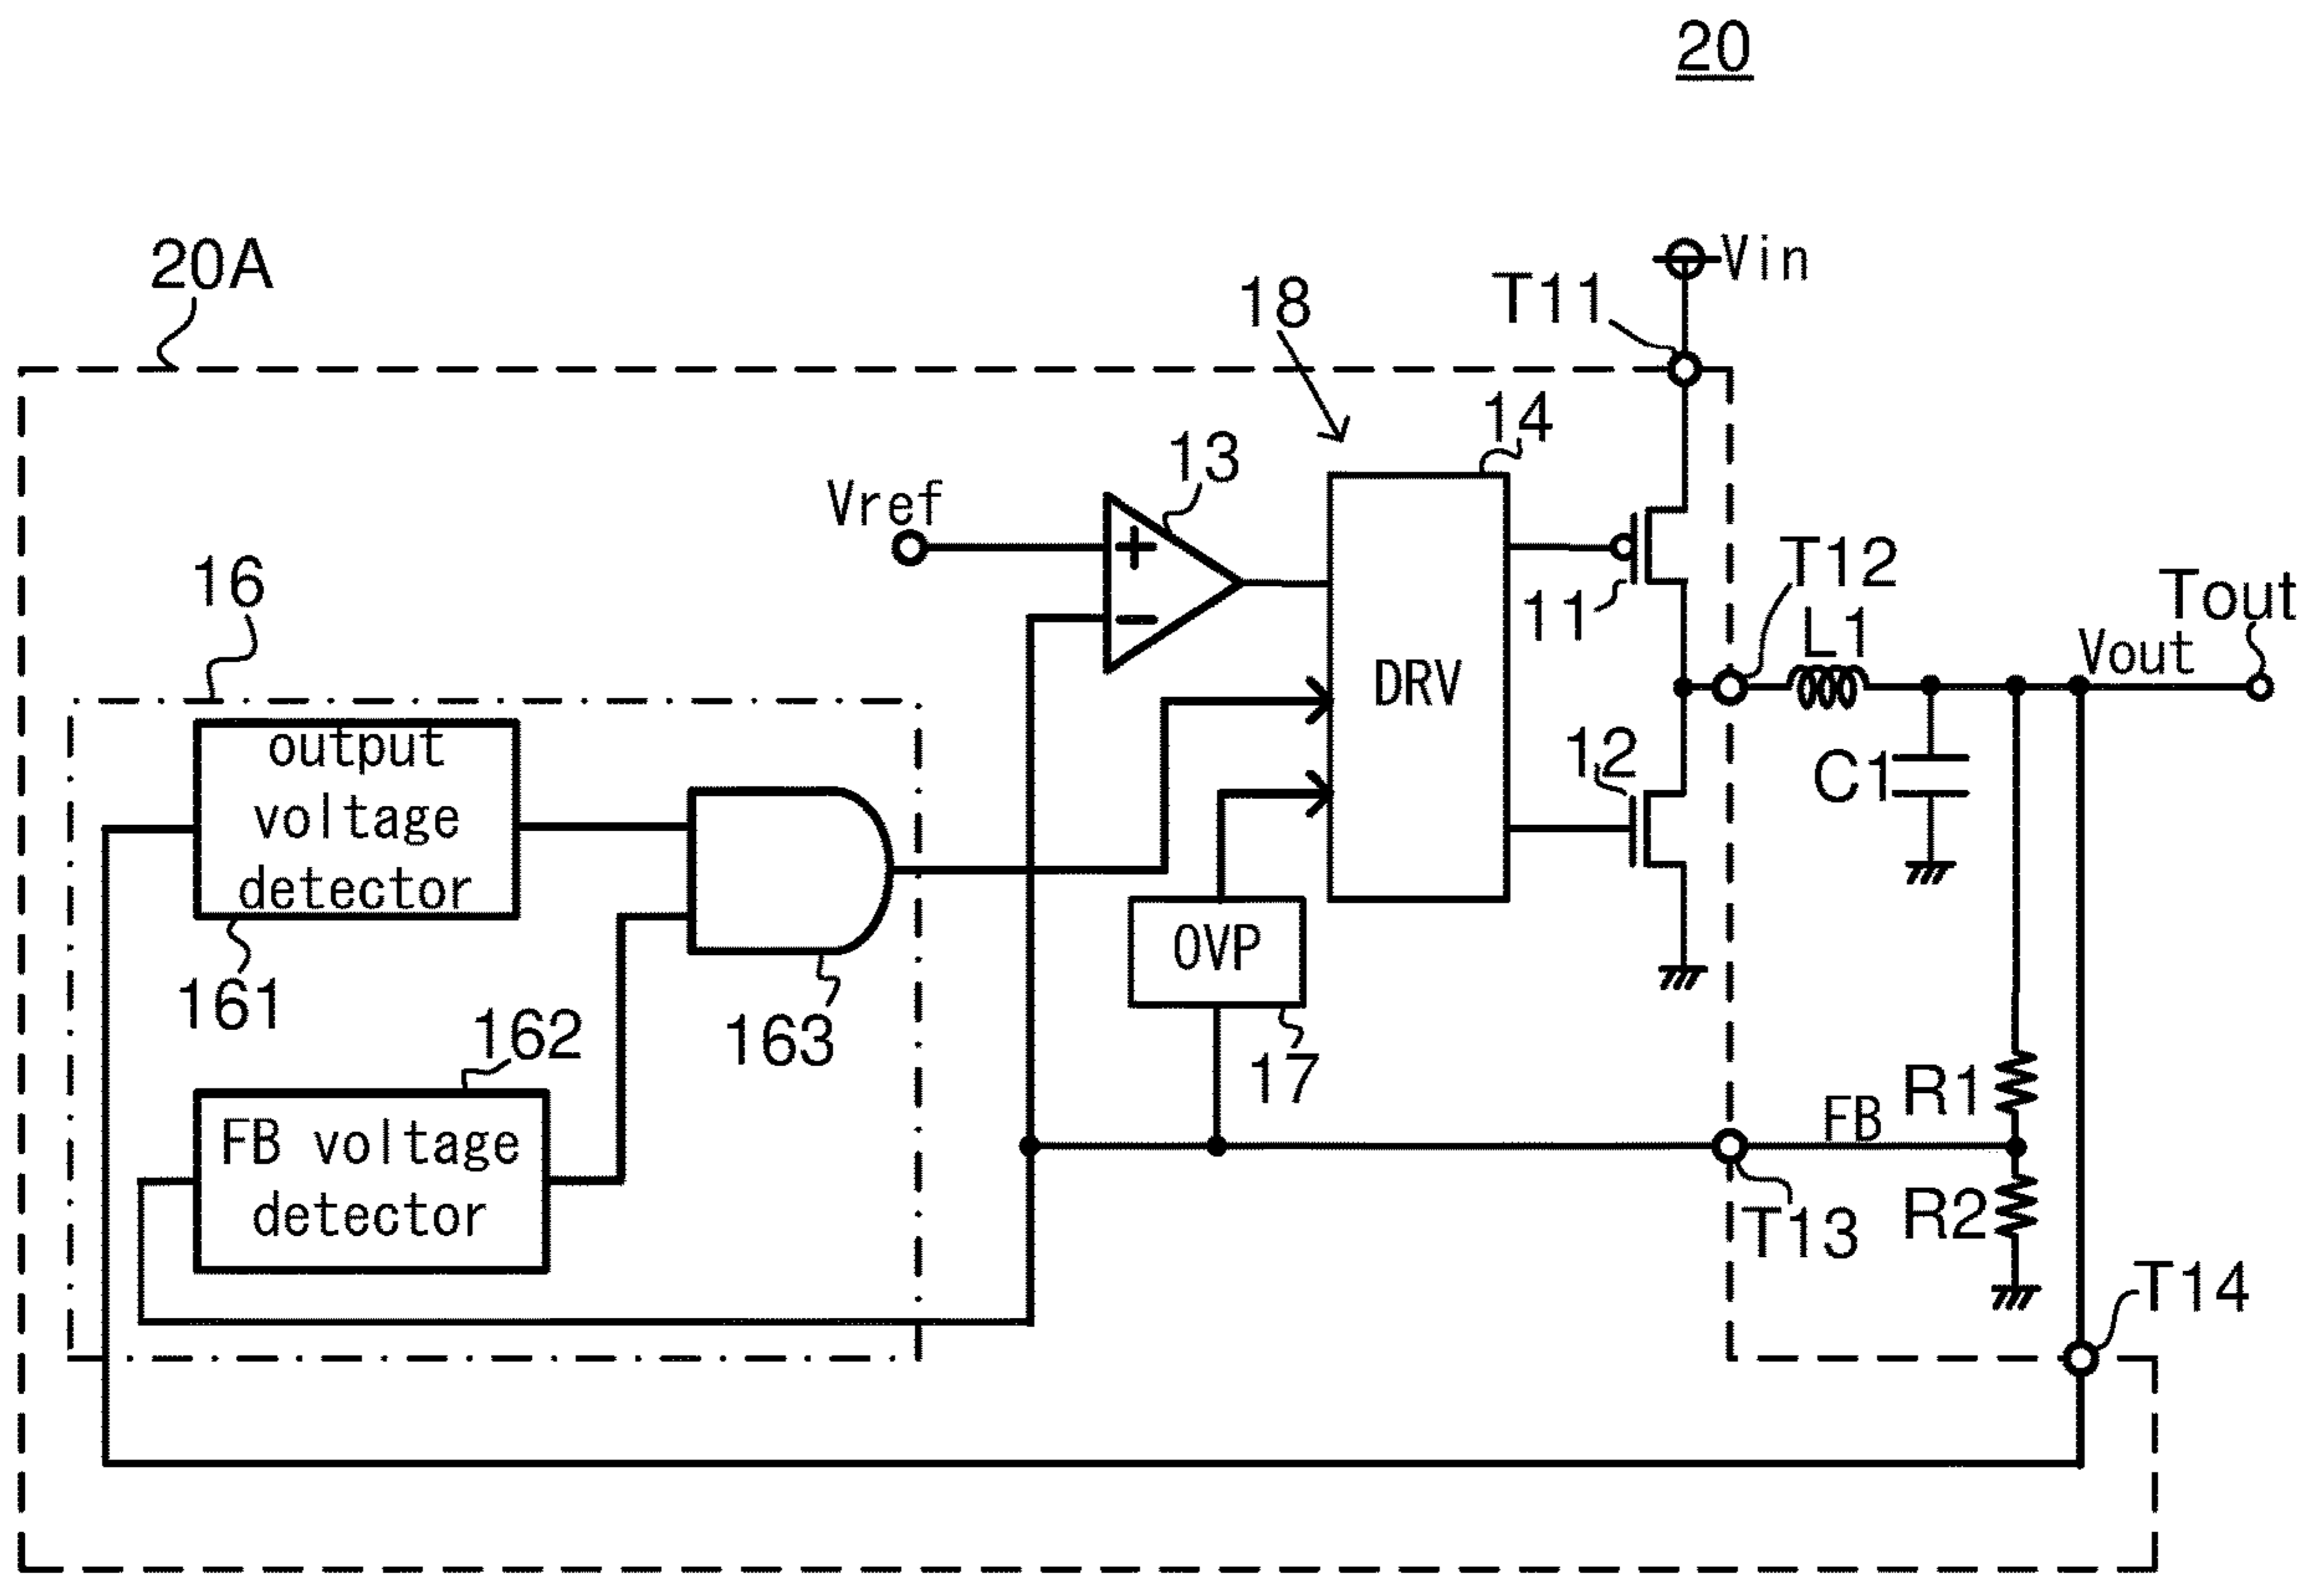 20
20A
Vin
T11
18
14
13
Vref
T12
Tout
16
11
L1
Vout
DRV
output
voltage
detector
12
C1
OVP
161
162
163
17
R1
FB
FB voltage
detector
R2
T13
T14